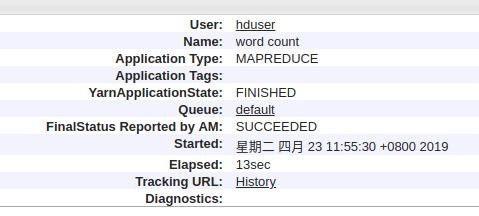 User: hduser
Name: word count
Application Type: MAPREDUCE
Application Tags:
YarnApplicationState: FINISHED
Queue: default
FinalStatus Reported by AM: SUCCEEDED
Started: 星期二 四月 23 11:55:30 +0800 2019
Elapsed: 13sec
Tracking URL: History
Diagnostics: